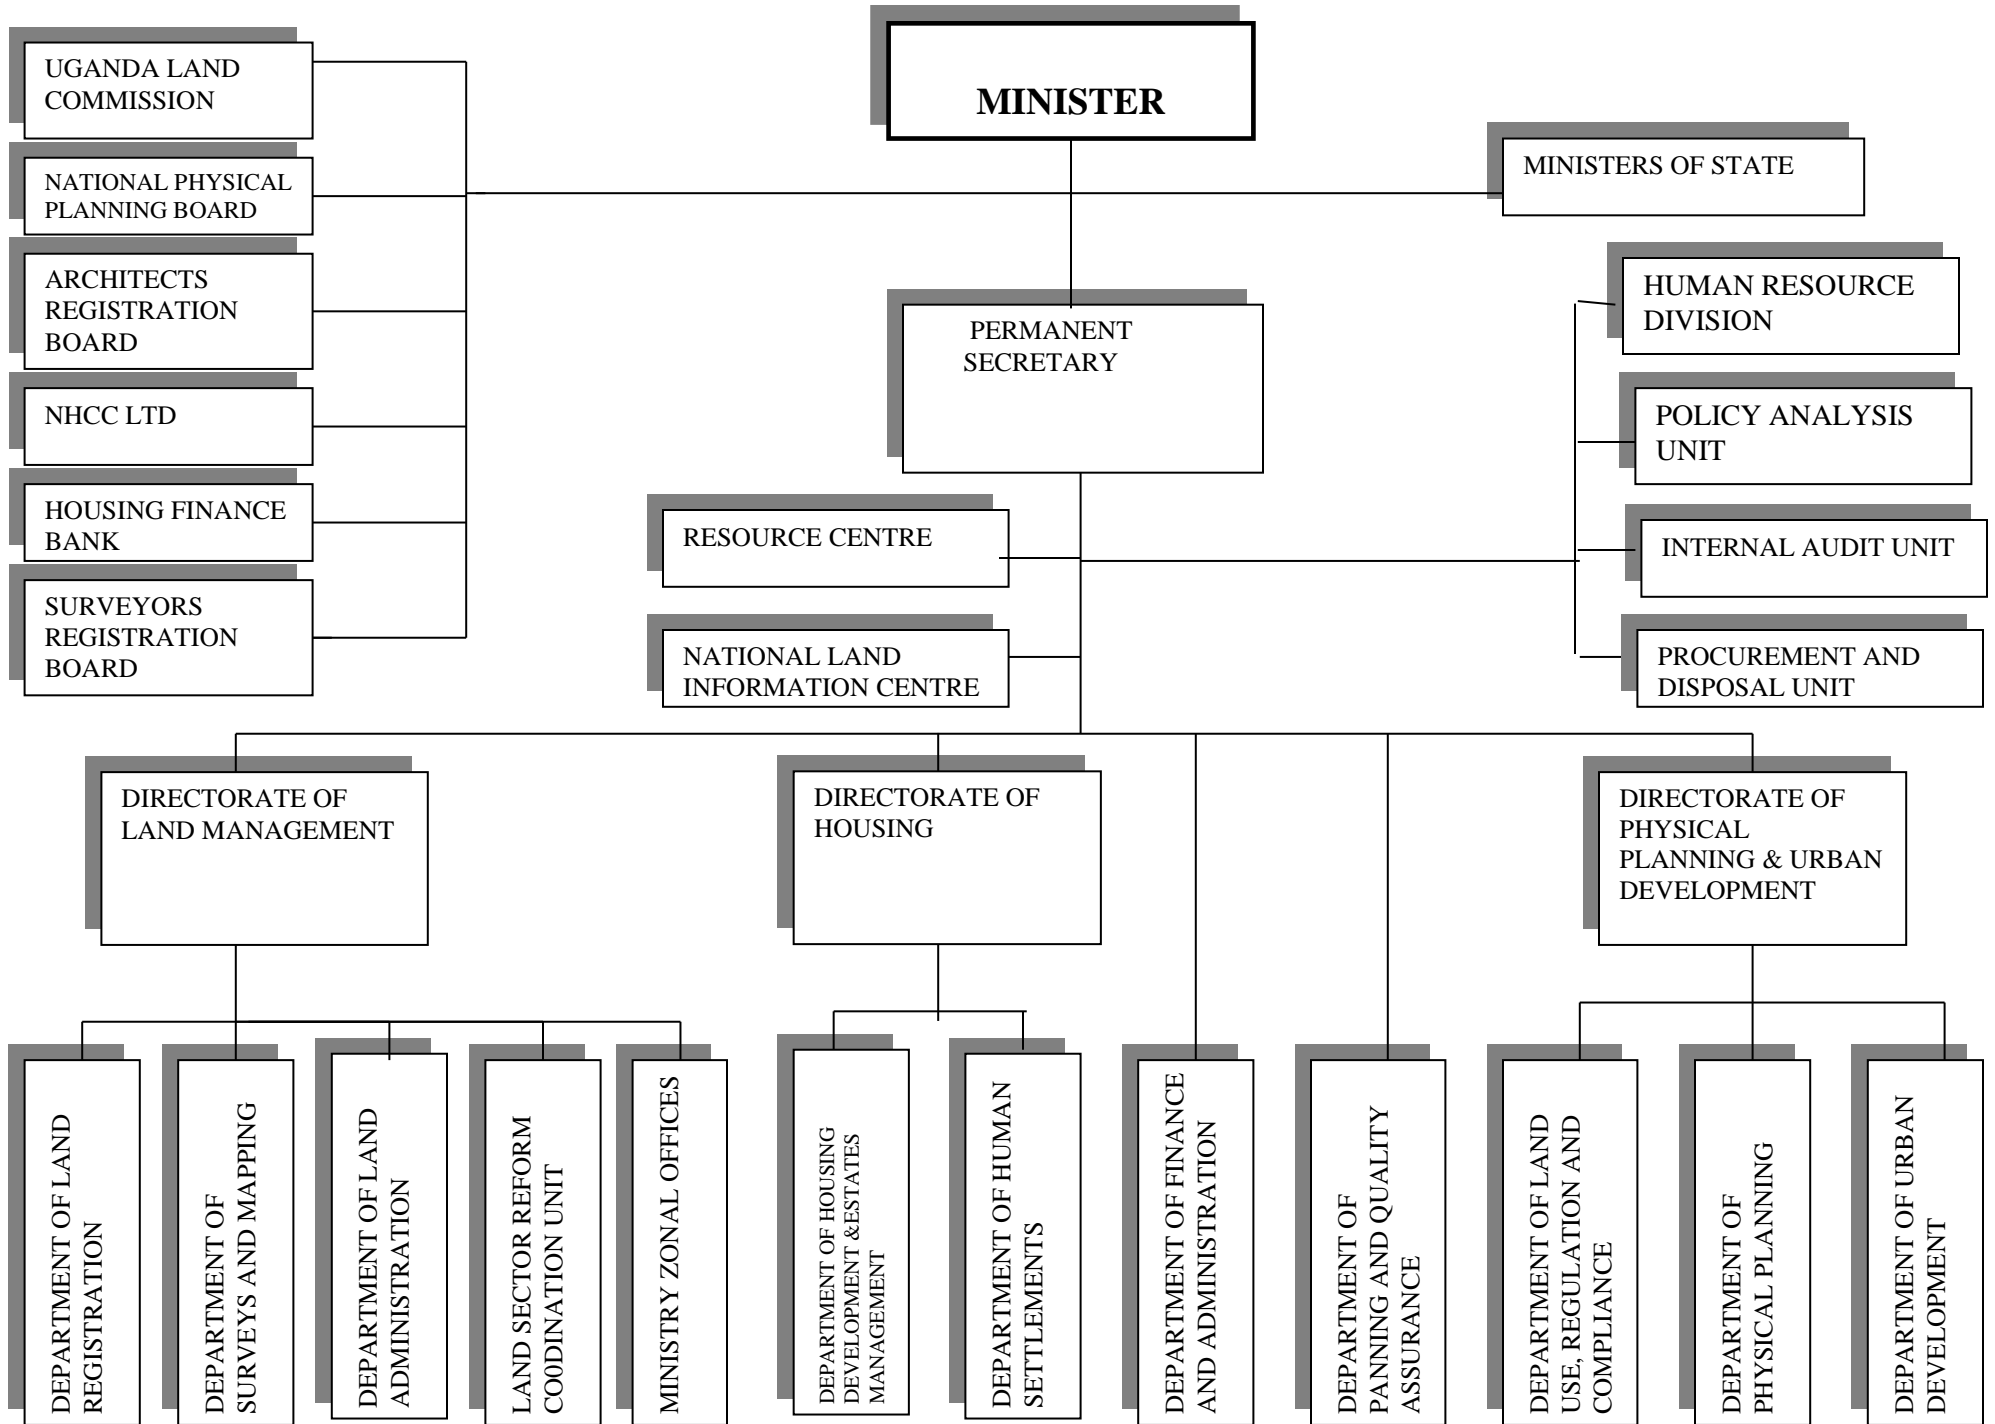 UGANDA LAND
COMMISSION
MINISTER
MINISTERS OF STATE
NATIONAL PHYSICAL
PLANNING BOARD
ARCHITECTS
REGISTRATION
BOARD
HUMAN RESOURCE
DIVISION
PERMANENT
SECRETARY
NHCC LTD
POLICY ANALYSIS
UNIT
HOUSING FINANCE
BANK
RESOURCE CENTRE
INTERNAL AUDIT UNIT
SURVEYORS
REGISTRATION
BOARD
NATIONAL LAND
INFORMATION CENTRE
PROCUREMENT AND
DISPOSAL UNIT
DIRECTORATE OF
LAND MANAGEMENT
DIRECTORATE OF
HOUSING
DIRECTORATE OF
PHYSICAL
PLANNING & URBAN
DEVELOPMENT
DEPARTMENT OF LAND
REGISTRATION
DEPARTMENT OF
SURVEYS AND MAPPING
DEPARTMENT OF LAND
ADMINISTRATION
LAND SECTOR REFORM
CO0DINATION UNIT
MINISTRY ZONAL OFFICES
DEPARTMENT OF HOUSING
DEVELOPMENT &ESTATES
MANAGEMENT
DEPARTMENT OF HUMAN
SETTLEMENTS
DEPARTMENT OF FINANCE
AND ADMINISTRATION
DEPARTMENT OF
PANNING AND QUALITY
ASSURANCE
DEPARTMENT OF LAND
USE, REGULATION AND
COMPLIANCE
DEPARTMENT OF
PHYSICAL PLANNING
DEPARTMENT OF URBAN
DEVELOPMENT